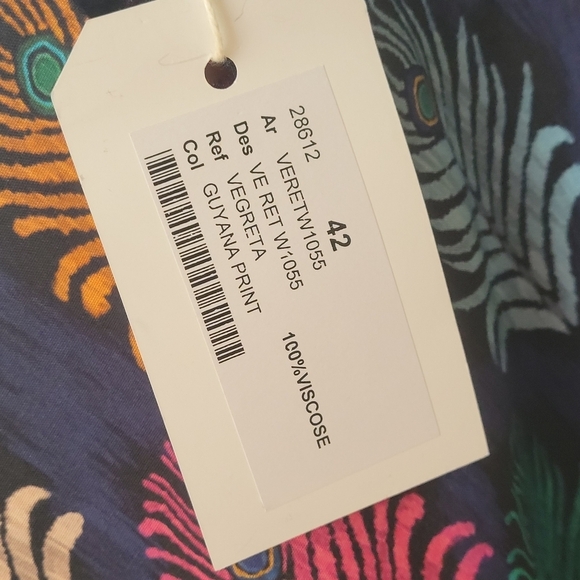 28612
42
Ar VERETW1055
Des VE RET W1055
Ref VEGRETA
Col GUYANA PRINT
100%VISCOSE